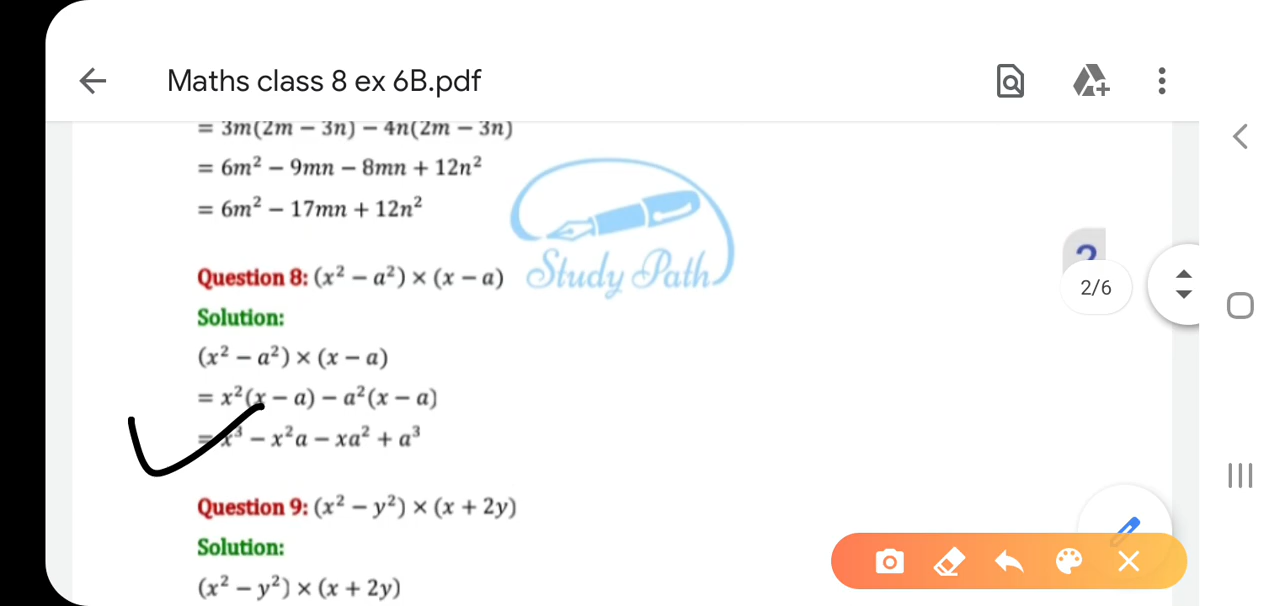 Maths class 8 ex 6B.pdf
= 3m(2m − 3n) − 4n(2m − 3n)
= 6m² − 9mn − 8mn + 12n²
= 6m² − 17mn + 12n²
Study Path
Question 8: (x² − a²) × (x − a)
Solution:
(x² − a²) × (x − a)
= x²(x − a) − a²(x − a)
= x³ − x²a − xa² + a³
2
2/6
Question 9: (x² − y²) × (x + 2y)
Solution:
(x² − y²) × (x + 2y)